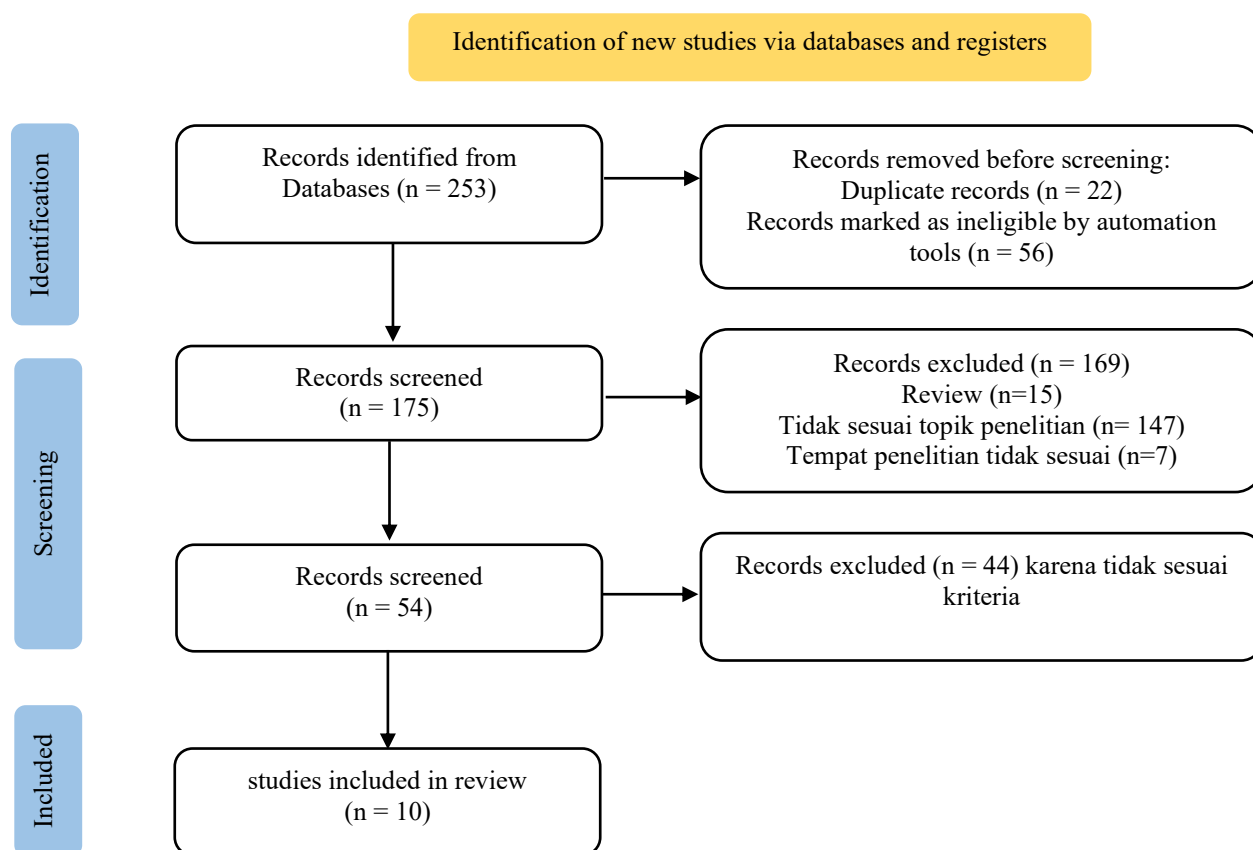 Identification of new studies via databases and registers
Identification
Records identified from
Databases (n = 253)
Records removed before screening:
Duplicate records (n = 22)
Records marked as ineligible by automation
tools (n = 56)
Screening
Records screened
(n = 175)
Records excluded (n = 169)
Review (n=15)
Tidak sesuai topik penelitian (n= 147)
Tempat penelitian tidak sesuai (n=7)
Records screened
(n = 54)
Records excluded (n = 44) karena tidak sesuai
kriteria
Included
studies included in review
(n = 10)